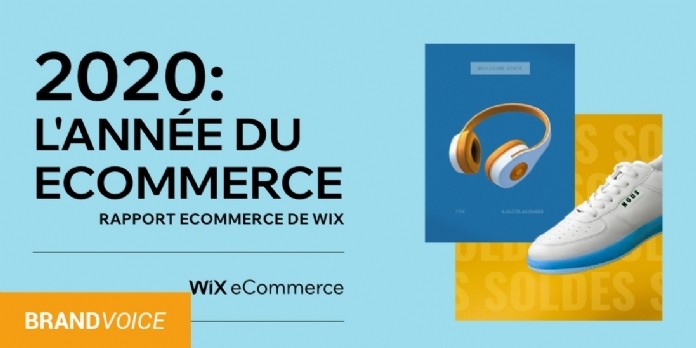 2020:
L'ANNÉE DU
ECOMMERCE
RAPPORT ECOMMERCE DE WIX
WiX eCommerce
BRANDVOICE
SOLDES